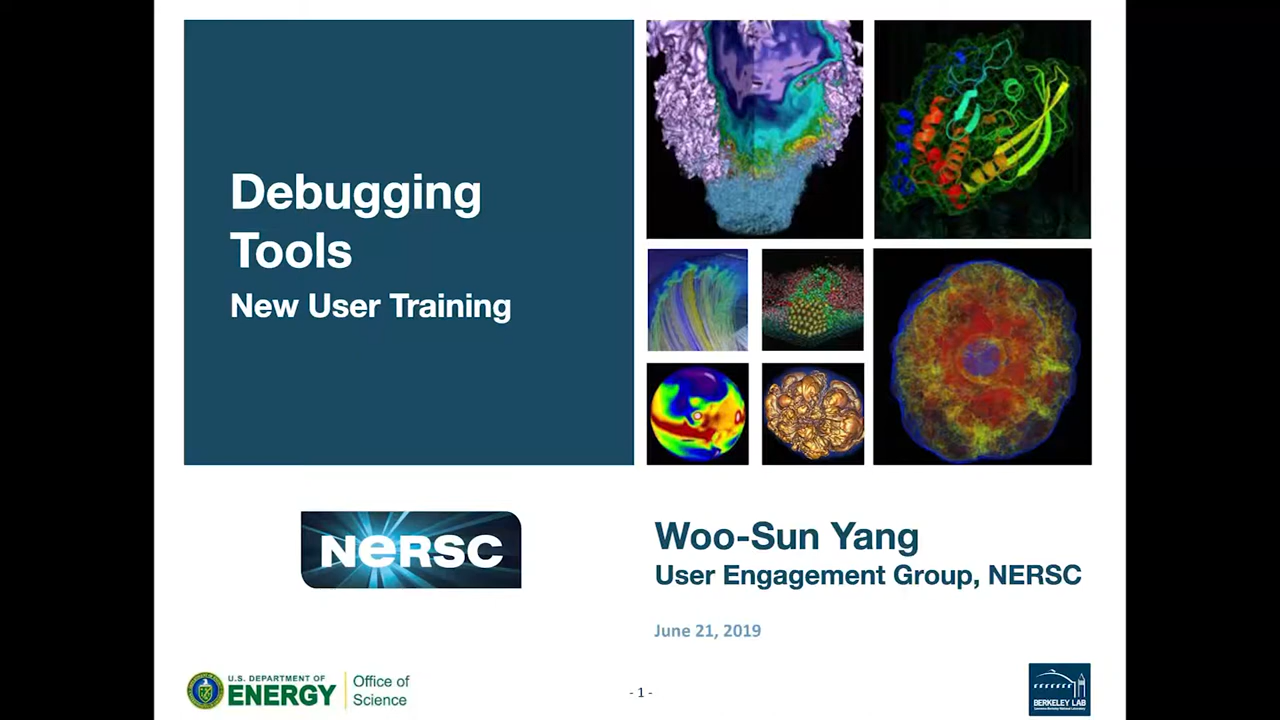 Debugging
Tools
New User Training
NERSC
Woo-Sun Yang
User Engagement Group, NERSC
June 21, 2019
U.S. DEPARTMENT OF
ENERGY
Office of
Science
- 1 -
BERKELEY LAB